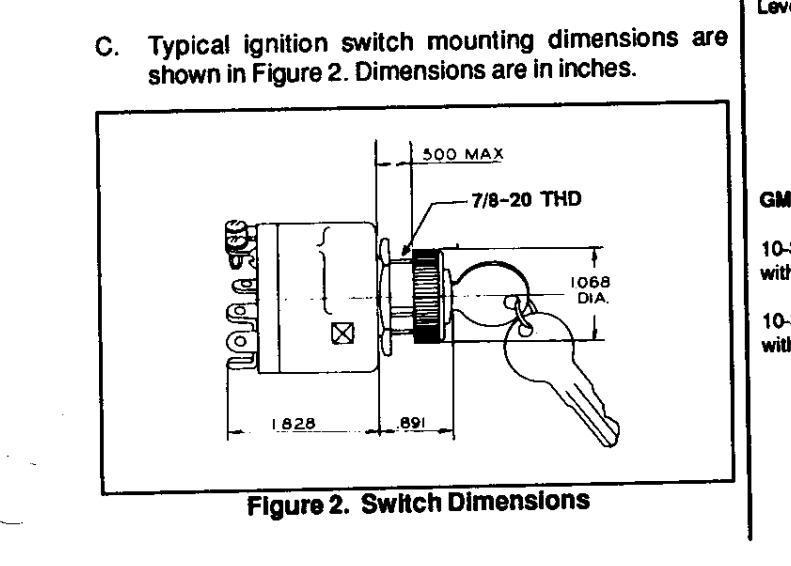 Leve
C. Typical ignition switch mounting dimensions are
shown in Figure 2. Dimensions are in inches.
.500 MAX
7/8-20 THD
1.068
DIA.
1.828
.891
Figure 2. Switch Dimensions
GM
10-
with
10-
with